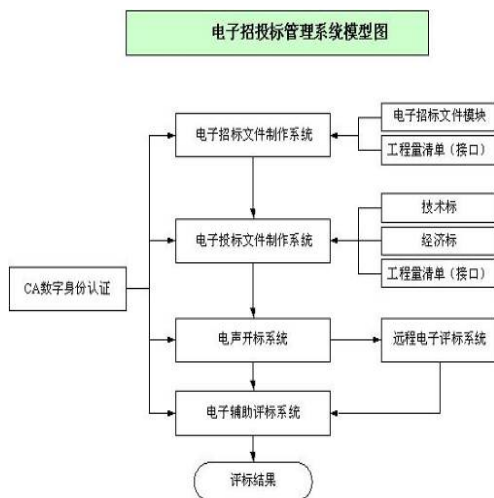 电子招投标管理系统模型图
电子招标文件制作系统
电子招标文件模块
工程量清单（接口）
电子投标文件制作系统
技术标
经济标
工程量清单（接口）
CA数字身份认证
电声开标系统
远程电子评标系统
电子辅助评标系统
评标结果